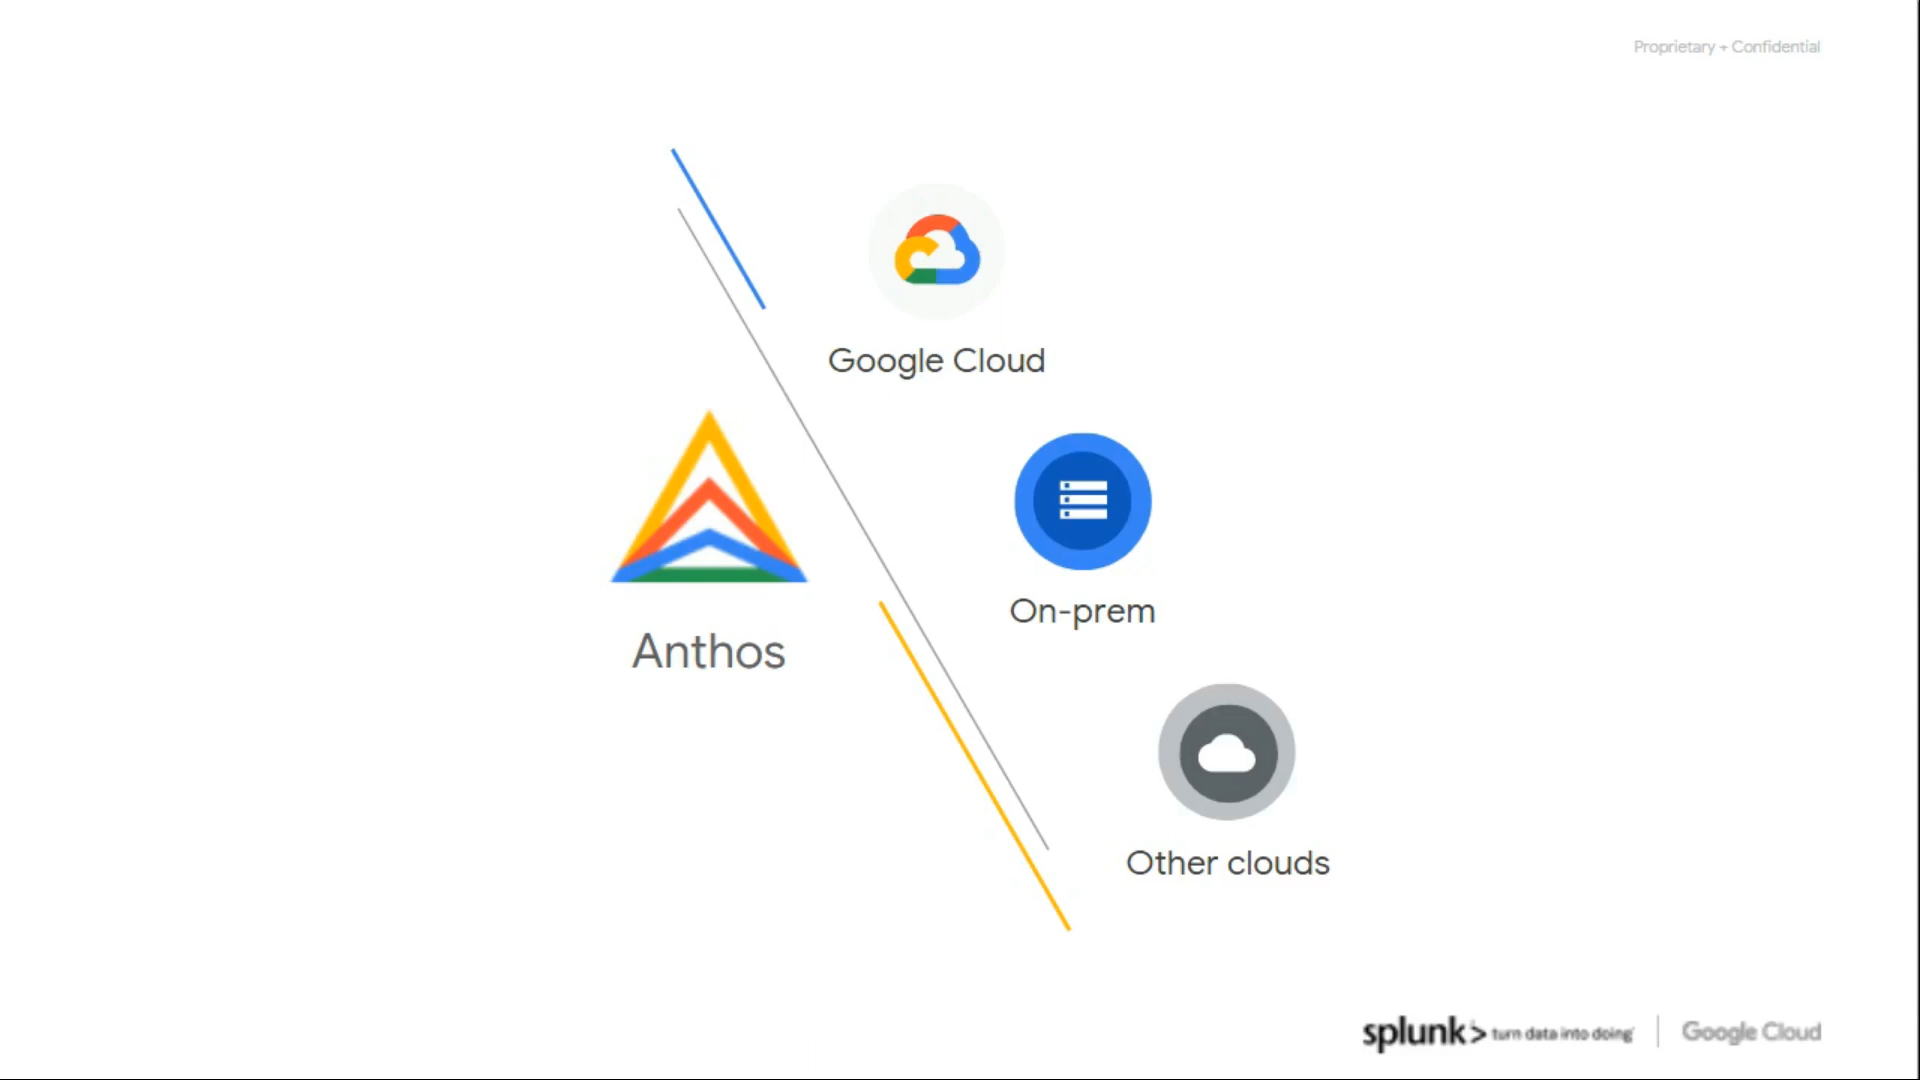 Proprietary + Confidential
Google Cloud
On-prem
Anthos
Other clouds
splunk> turn data into doing
Google Cloud